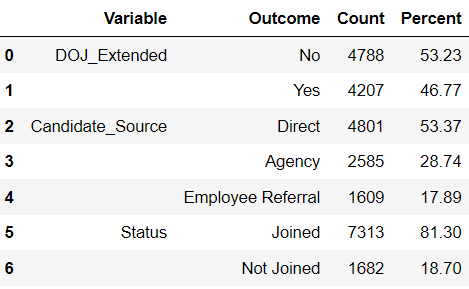 Variable Outcome Count Percent
0 DOJ_Extended No 4788 53.23
1 Yes 4207 46.77
2 Candidate_Source Direct 4801 53.37
3 Agency 2585 28.74
4 Employee Referral 1609 17.89
5 Status Joined 7313 81.30
6 Not Joined 1682 18.70